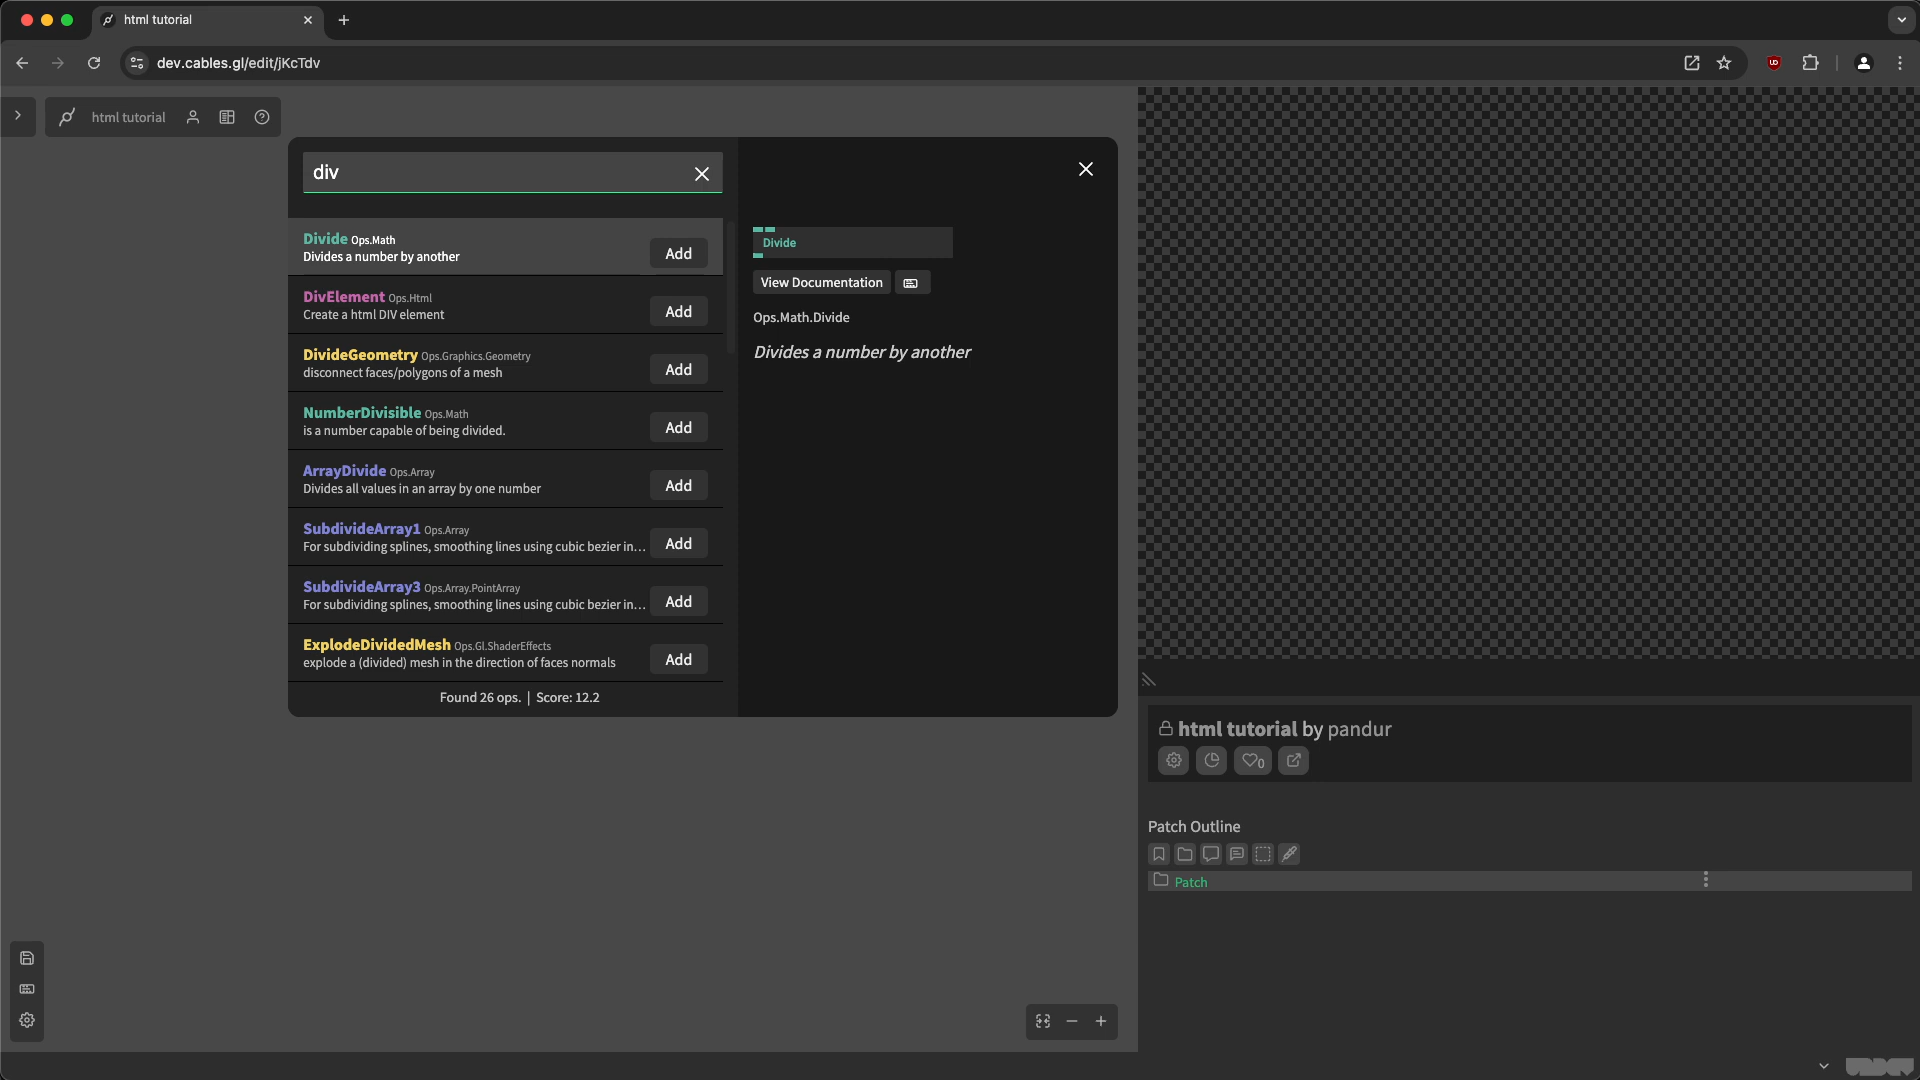 html tutorial
dev.cables.gl/edit/jKcTdv
html tutorial
div
Divide Ops.Math
Divides a number by another
Add
DivElement Ops.Html
Create a html DIV element
Add
DivideGeometry Ops.Graphics.Geometry
disconnect faces/polygons of a mesh
Add
NumberDivisible Ops.Math
is a number capable of being divided.
Add
ArrayDivide Ops.Array
Divides all values in an array by one number
Add
SubdivideArray1 Ops.Array
For subdividing splines, smoothing lines using cubic bezier in...
Add
SubdivideArray3 Ops.Array.PointArray
For subdividing splines, smoothing lines using cubic bezier in...
Add
ExplodeDividedMesh Ops.Gl.ShaderEffects
explode a (divided) mesh in the direction of faces normals
Add
Found 26 ops. | Score: 12.2
Divide
View Documentation
Ops.Math.Divide
Divides a number by another
html tutorial by pandur
0
Patch Outline
Patch